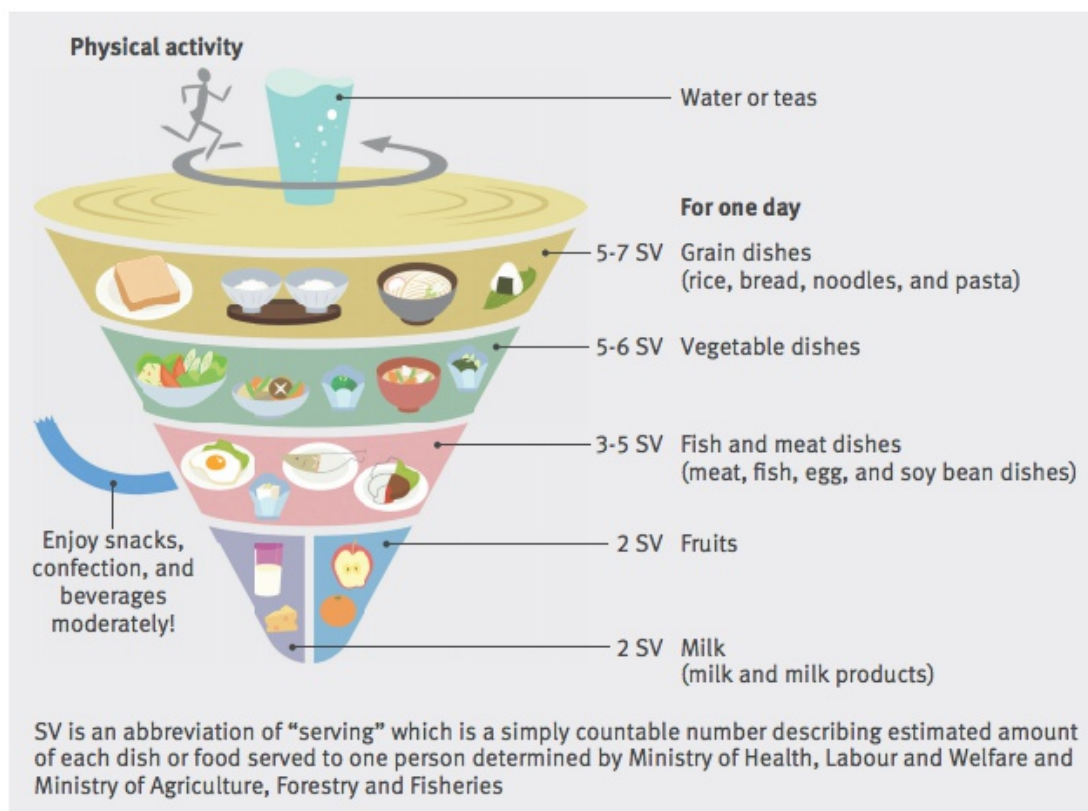 Physical activity
Water or teas
For one day
5-7 SV Grain dishes
(rice, bread, noodles, and pasta)
5-6 SV Vegetable dishes
3-5 SV Fish and meat dishes
(meat, fish, egg, and soy bean dishes)
Enjoy snacks,
confection, and
beverages
moderately!
2 SV Fruits
2 SV Milk
(milk and milk products)
SV is an abbreviation of “serving” which is a simply countable number describing estimated amount
of each dish or food served to one person determined by Ministry of Health, Labour and Welfare and
Ministry of Agriculture, Forestry and Fisheries